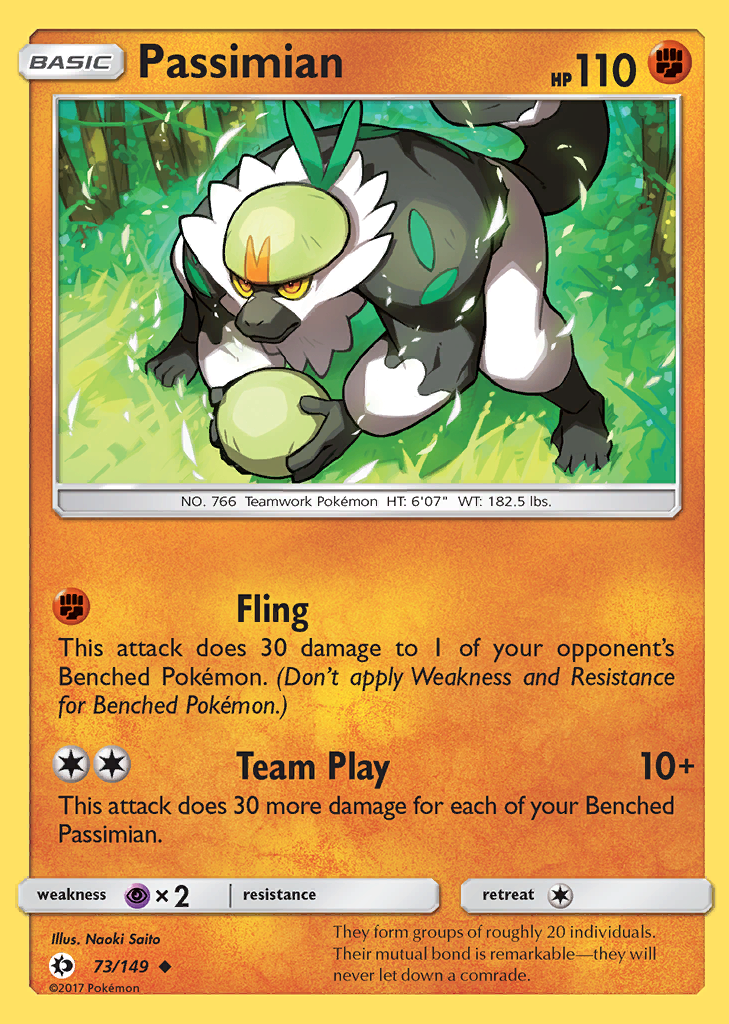 BASIC Passimian HP 110
NO. 766 Teamwork Pokémon HT: 6'07" WT: 182.5 lbs.
Fling
This attack does 30 damage to 1 of your opponent's
Benched Pokémon. (Don't apply Weakness and Resistance
for Benched Pokémon.)
Team Play 10+
This attack does 30 more damage for each of your Benched
Passimian.
weakness ×2 resistance retreat
Illus. Naoki Saito
73/149
©2017 Pokémon
They form groups of roughly 20 individuals.
Their mutual bond is remarkable—they will
never let down a comrade.